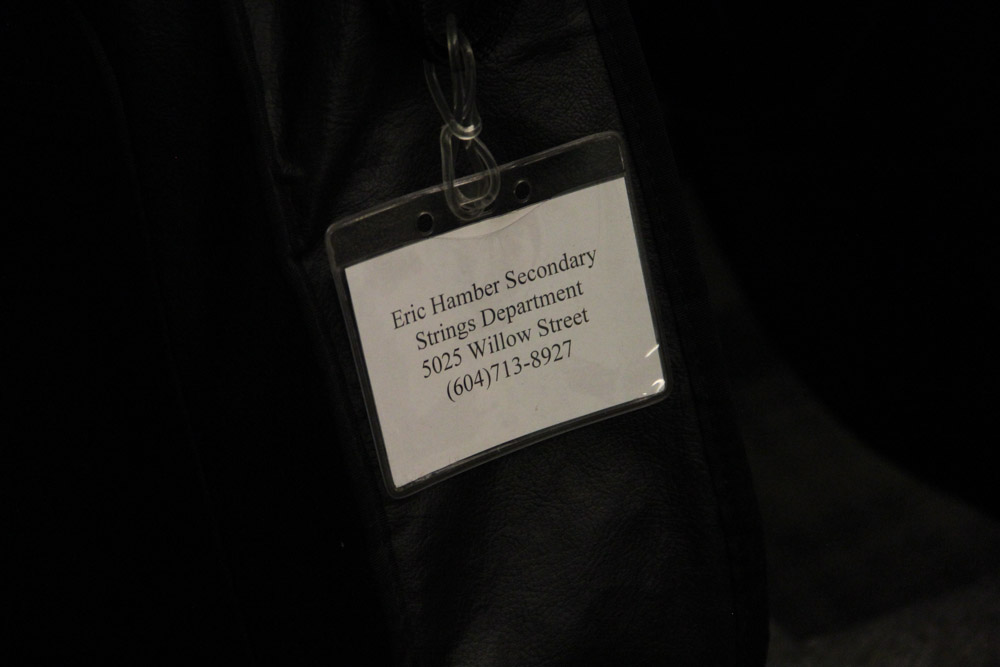 Eric Hamber Secondary
Strings Department
5025 Willow Street
(604)713-8927